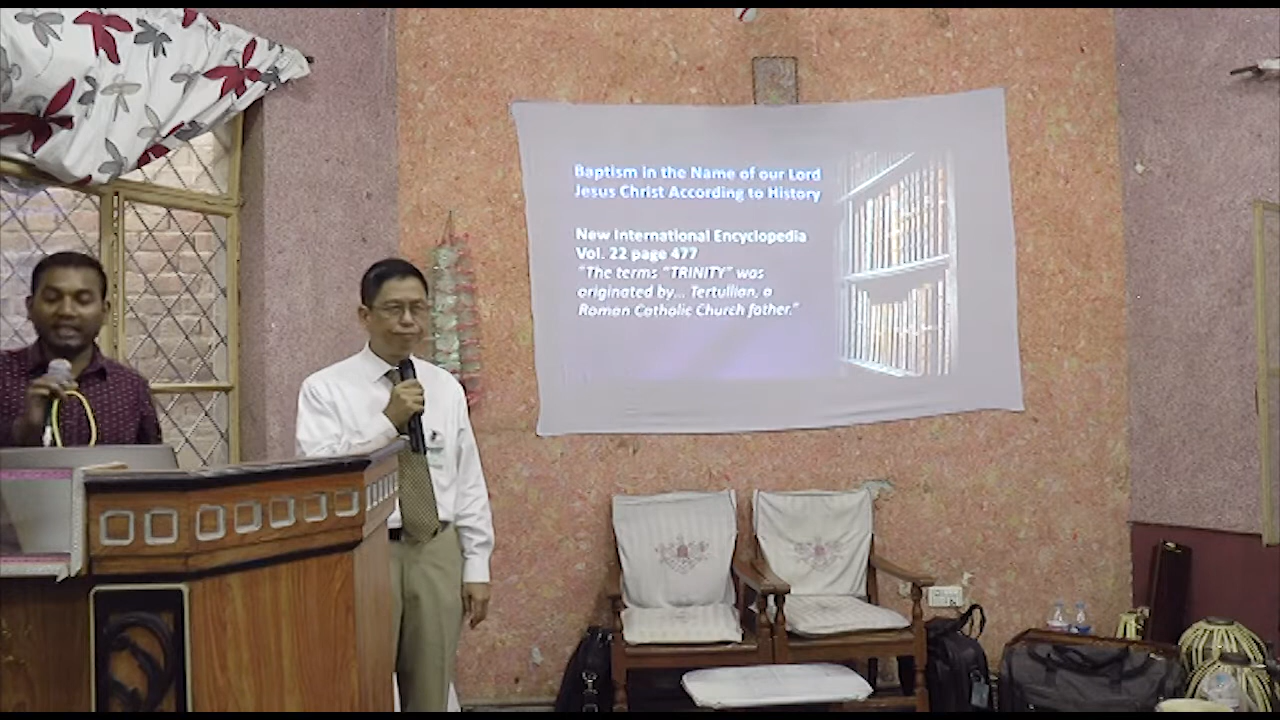 Baptism in the Name of our Lord
Jesus Christ According to History
New International Encyclopedia
Vol. 22 page 477
“The terms “TRINITY” was
originated by... Tertullian, a
Roman Catholic Church father.”